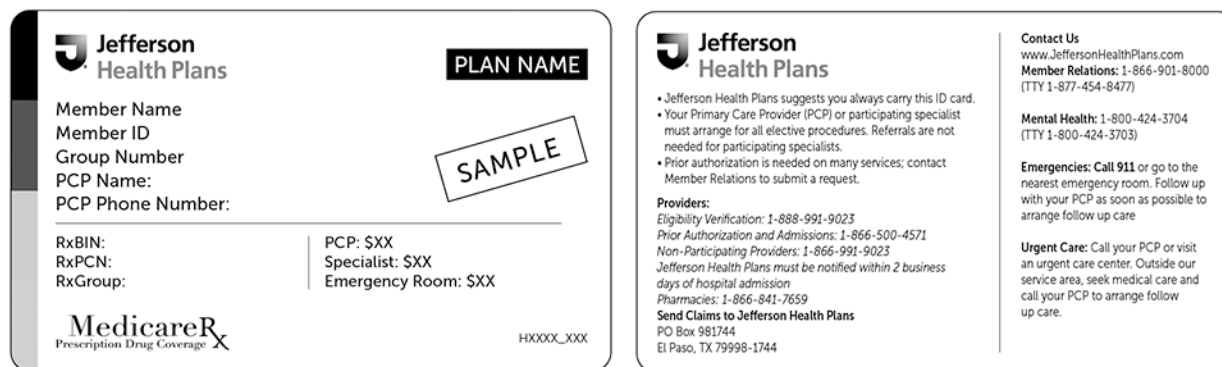 Jefferson
Health Plans
PLAN NAME
Member Name
Member ID
Group Number
PCP Name:
PCP Phone Number:
SAMPLE
RxBIN:
RxPCN:
RxGroup:
PCP: $XX
Specialist: $XX
Emergency Room: $XX
MedicareRx
Prescription Drug Coverage
HXXXX_XXX
Jefferson
Health Plans
• Jefferson Health Plans suggests you always carry this ID card.
• Your Primary Care Provider (PCP) or participating specialist
must arrange for all elective procedures. Referrals are not
needed for participating specialists.
• Prior authorization is needed on many services; contact
Member Relations to submit a request.
Providers:
Eligibility Verification: 1-888-991-9023
Prior Authorization and Admissions: 1-866-500-4571
Non-Participating Providers: 1-866-991-9023
Jefferson Health Plans must be notified within 2 business
days of hospital admission
Pharmacies: 1-866-841-7659
Send Claims to Jefferson Health Plans
PO Box 981744
El Paso, TX 79998-1744
Contact Us
www.JeffersonHealthPlans.com
Member Relations: 1-866-901-8000
(TTY 1-877-454-8477)
Mental Health: 1-800-424-3704
(TTY 1-800-424-3703)
Emergencies: Call 911 or go to the
nearest emergency room. Follow up
with your PCP as soon as possible to
arrange follow up care
Urgent Care: Call your PCP or visit
an urgent care center. Outside our
service area, seek medical care and
call your PCP to arrange follow
up care.